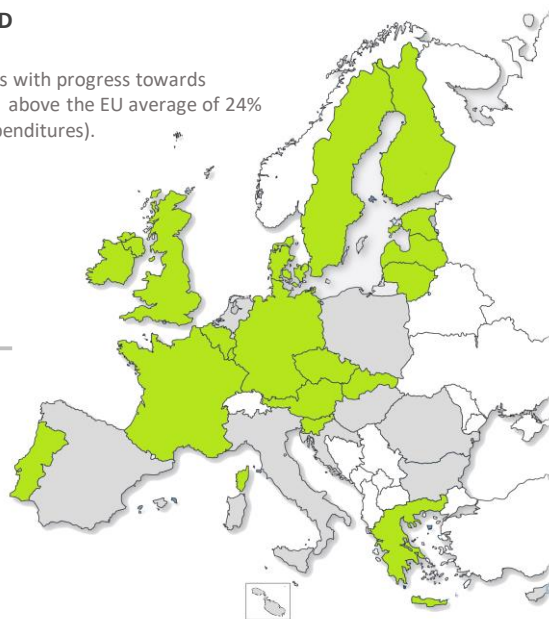 D
s with progress towards
above the EU average of 24%
penditures).